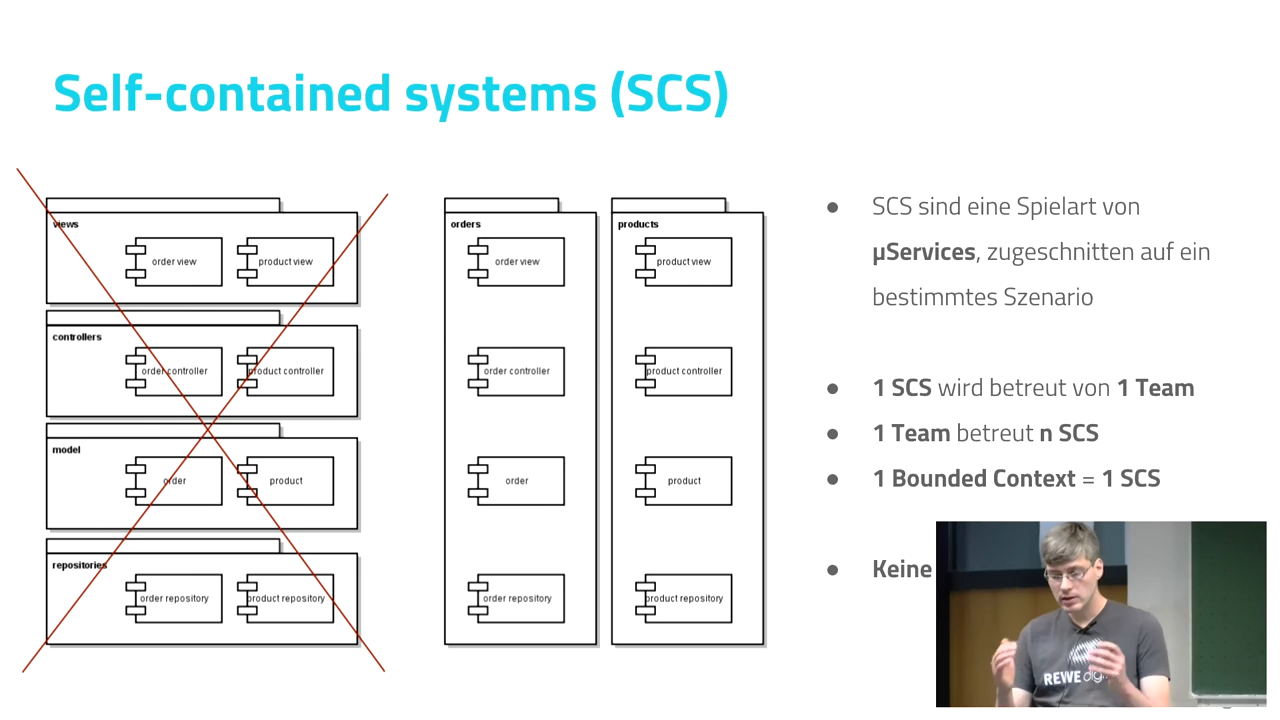 Self-contained systems (SCS)
views
order view
product view
controllers
order controller
product controller
model
order
product
repositories
order repository
product repository
orders
order view
order controller
order
order repository
products
product view
product controller
product
product repository
SCS sind eine Spielart von
µServices, zugeschnitten auf ein
bestimmtes Szenario
1 SCS wird betreut von 1 Team
1 Team betreut n SCS
1 Bounded Context = 1 SCS
Keine
REWE digi